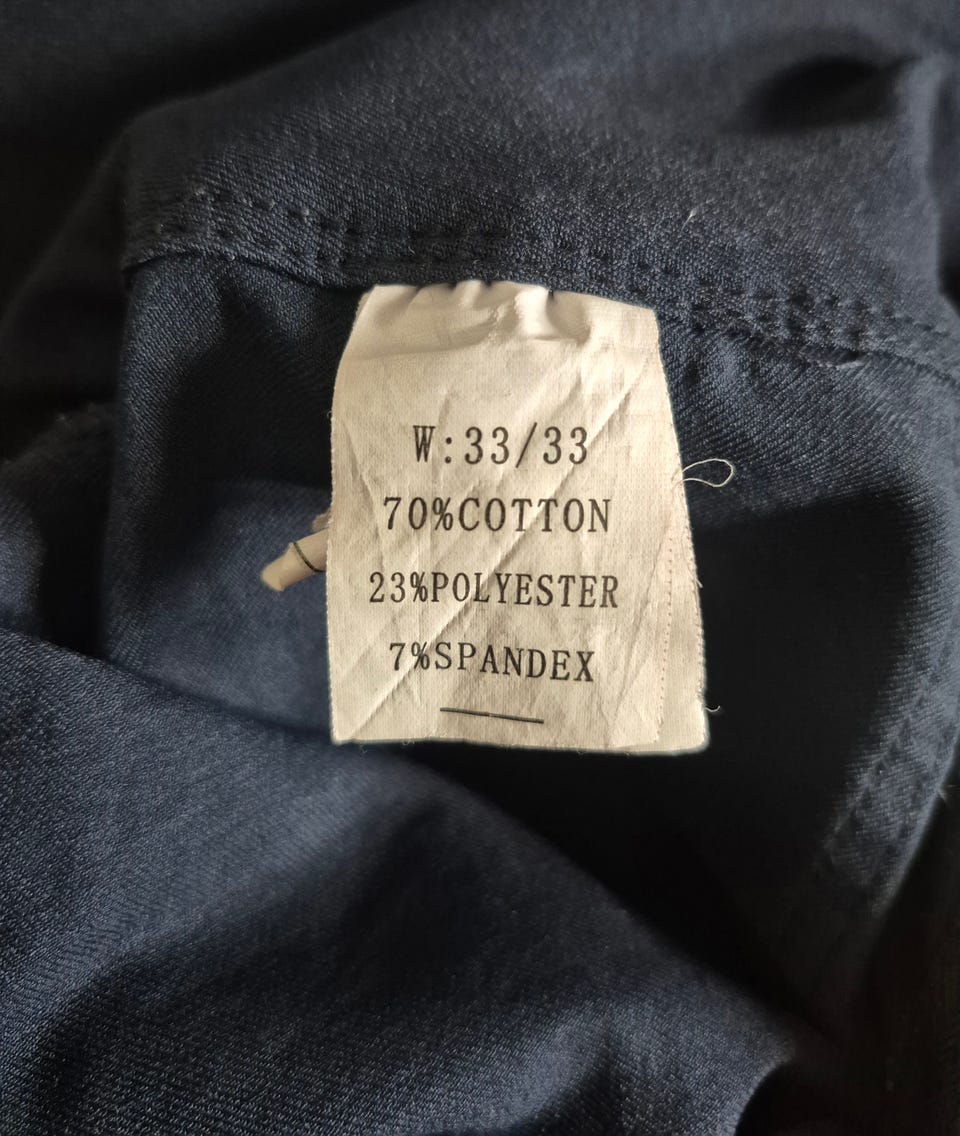 W:33/33
70%COTTON
23%POLYESTER
7%SPANDEX